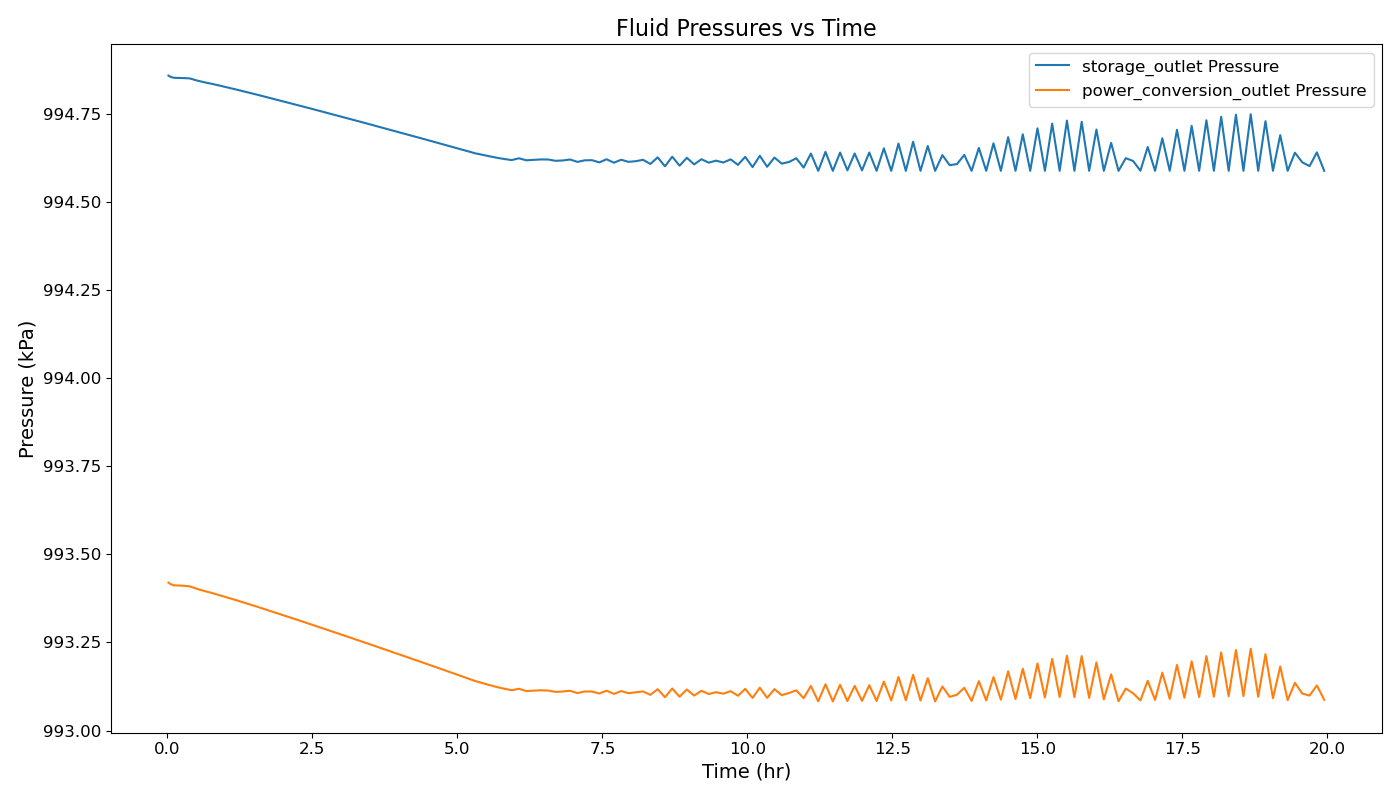 Fluid Pressures vs Time
storage_outlet Pressure
power_conversion_outlet Pressure
Pressure (kPa)
994.75
994.50
994.25
994.00
993.75
993.50
993.25
993.00
0.0 2.5 5.0 7.5 10.0 12.5 15.0 17.5 20.0
Time (hr)